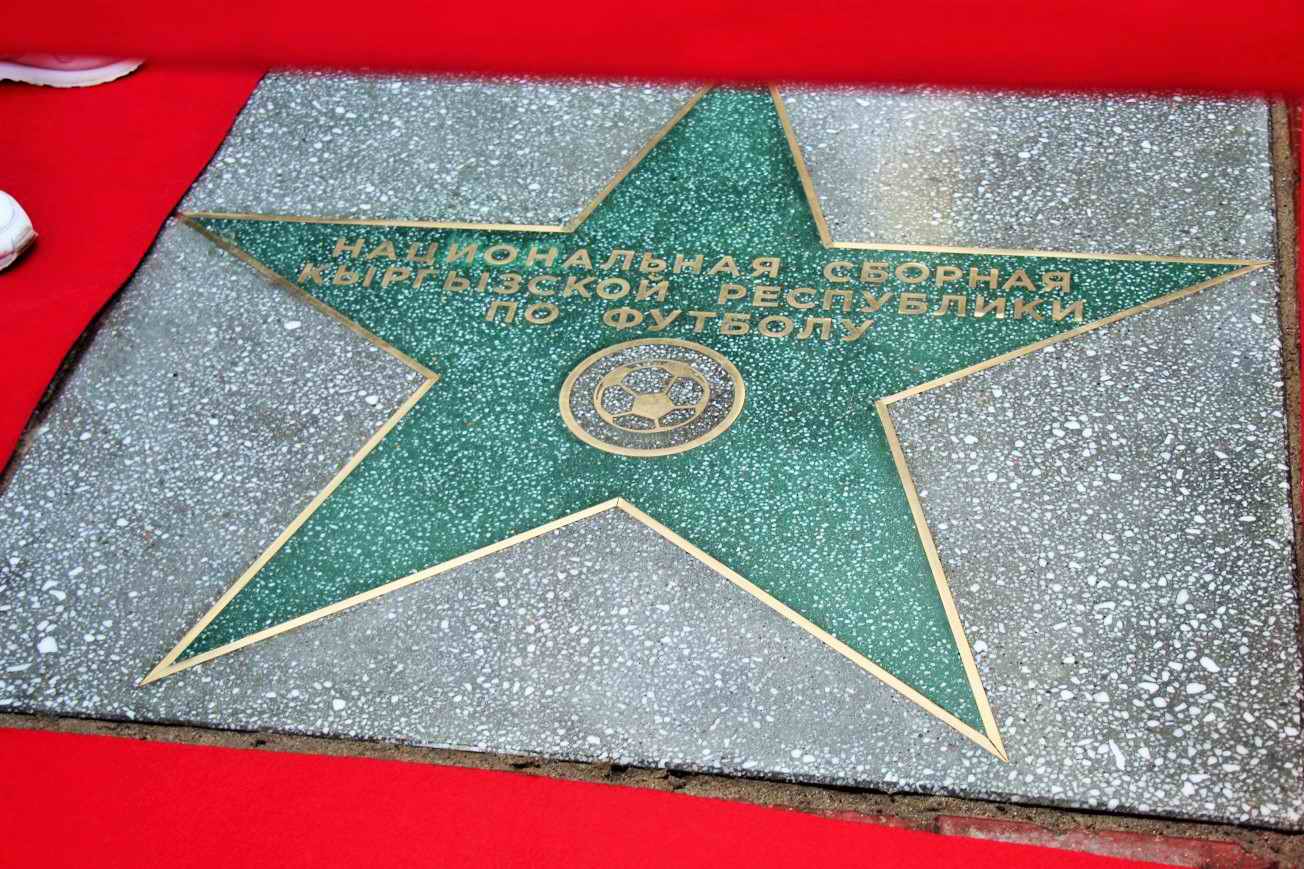 НАЦИОНАЛЬНАЯ СБОРНАЯ
КЫРГЫЗСКОЙ РЕСПУБЛИКИ
ПО ФУТБОЛУ